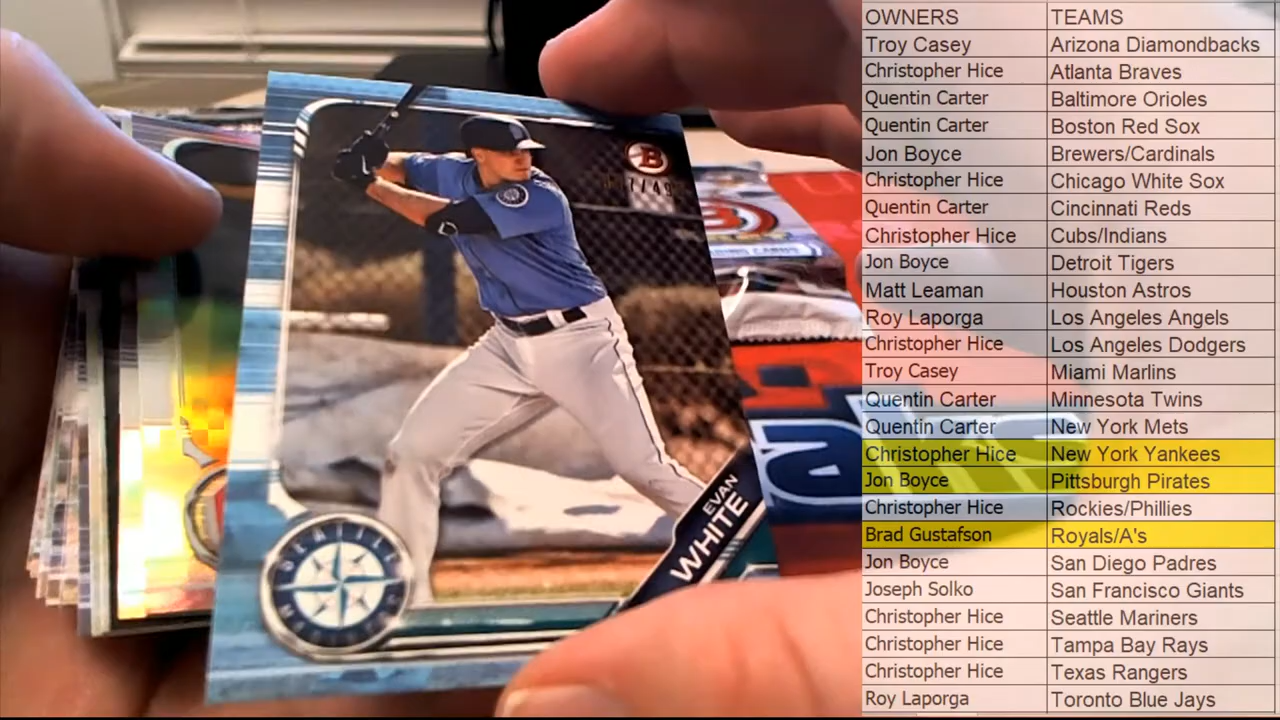 OWNERS TEAMS
Troy Casey Arizona Diamondbacks
Christopher Hice Atlanta Braves
Quentin Carter Baltimore Orioles
Quentin Carter Boston Red Sox
Jon Boyce Brewers/Cardinals
Christopher Hice Chicago White Sox
Quentin Carter Cincinnati Reds
Christopher Hice Cubs/Indians
Jon Boyce Detroit Tigers
Matt Leaman Houston Astros
Roy Laporga Los Angeles Angels
Christopher Hice Los Angeles Dodgers
Troy Casey Miami Marlins
Quentin Carter Minnesota Twins
Quentin Carter New York Mets
Christopher Hice New York Yankees
Jon Boyce Pittsburgh Pirates
Christopher Hice Rockies/Phillies
Brad Gustafson Royals/A's
Jon Boyce San Diego Padres
Joseph Solko San Francisco Giants
Christopher Hice Seattle Mariners
Christopher Hice Tampa Bay Rays
Christopher Hice Texas Rangers
Roy Laporga Toronto Blue Jays
B
EVAN
WHITE
SEATTLE
MARINERS